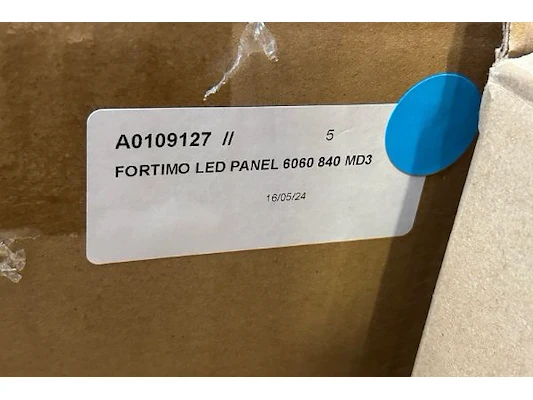 A0109127 // 5
FORTIMO LED PANEL 6060 840 MD3
16/05/24